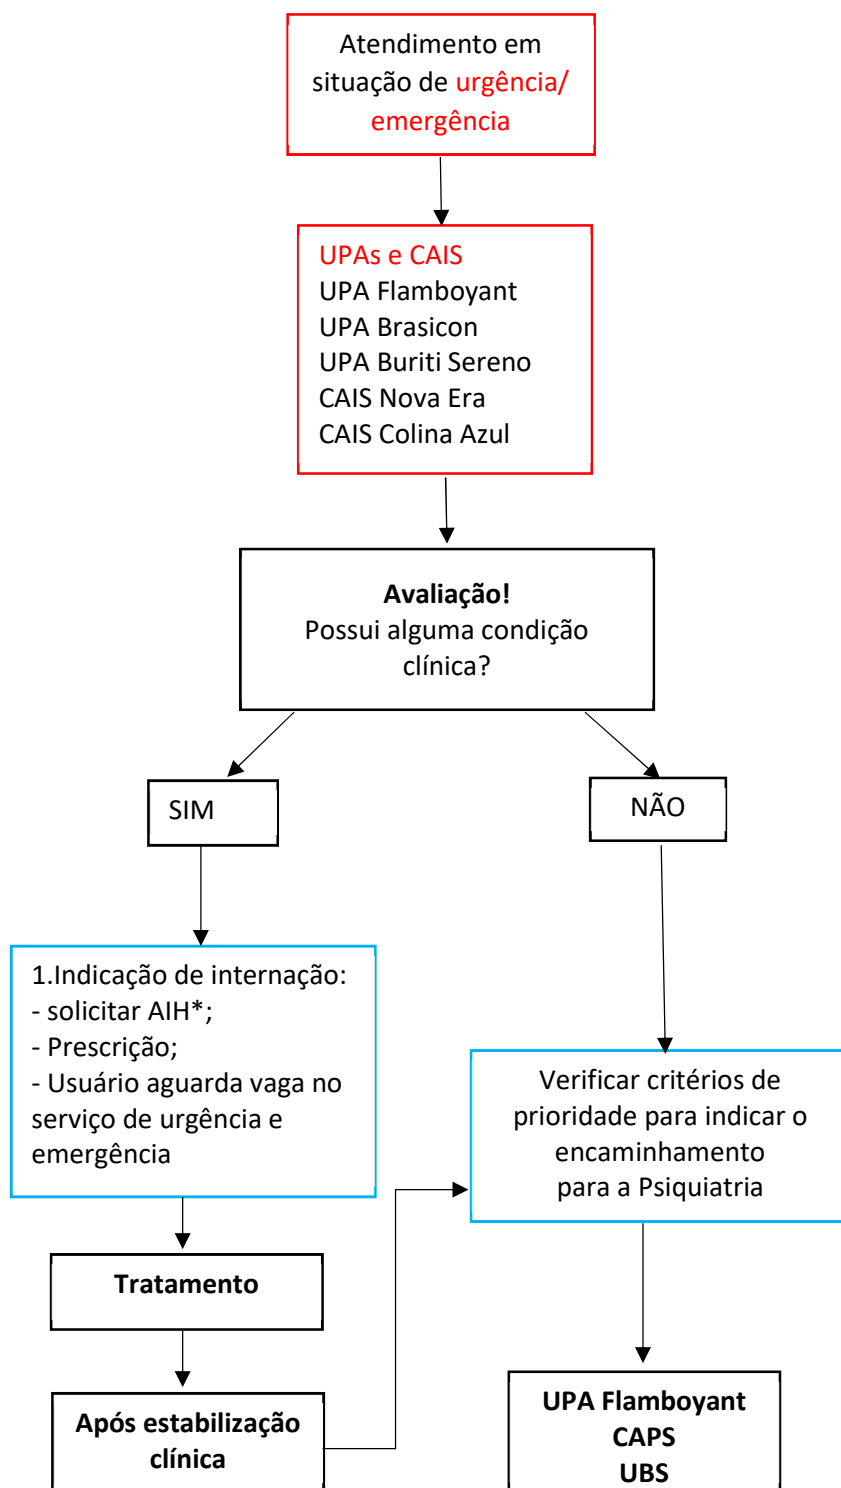 Atendimento em
situação de urgência/
emergência
UPAs e CAIS
UPA Flamboyant
UPA Brasicon
UPA Buriti Sereno
CAIS Nova Era
CAIS Colina Azul
Avaliação!
Possui alguma condição
clínica?
SIM
NÃO
1.Indicação de internação:
- solicitar AIH*;
- Prescrição;
- Usuário aguarda vaga no
serviço de urgência e
emergência
Verificar critérios de
prioridade para indicar o
encaminhamento
para a Psiquiatria
Tratamento
Após estabilização
clínica
UPA Flamboyant
CAPS
UBS